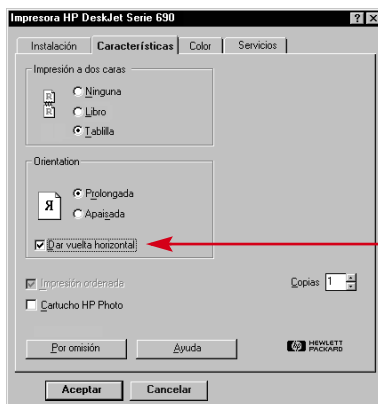 Impresora HP DeskJet Serie 690
Instalación Características Color Servicios
Impresión a dos caras
Ninguna
Libro
Tablilla
Orientation
Prolongada
Apaisada
Dar vuelta horizontal
Impresión ordenada
Copias 1
Cartucho HP Photo
Por omisión Ayuda
hp HEWLETT
PACKARD
Aceptar Cancelar